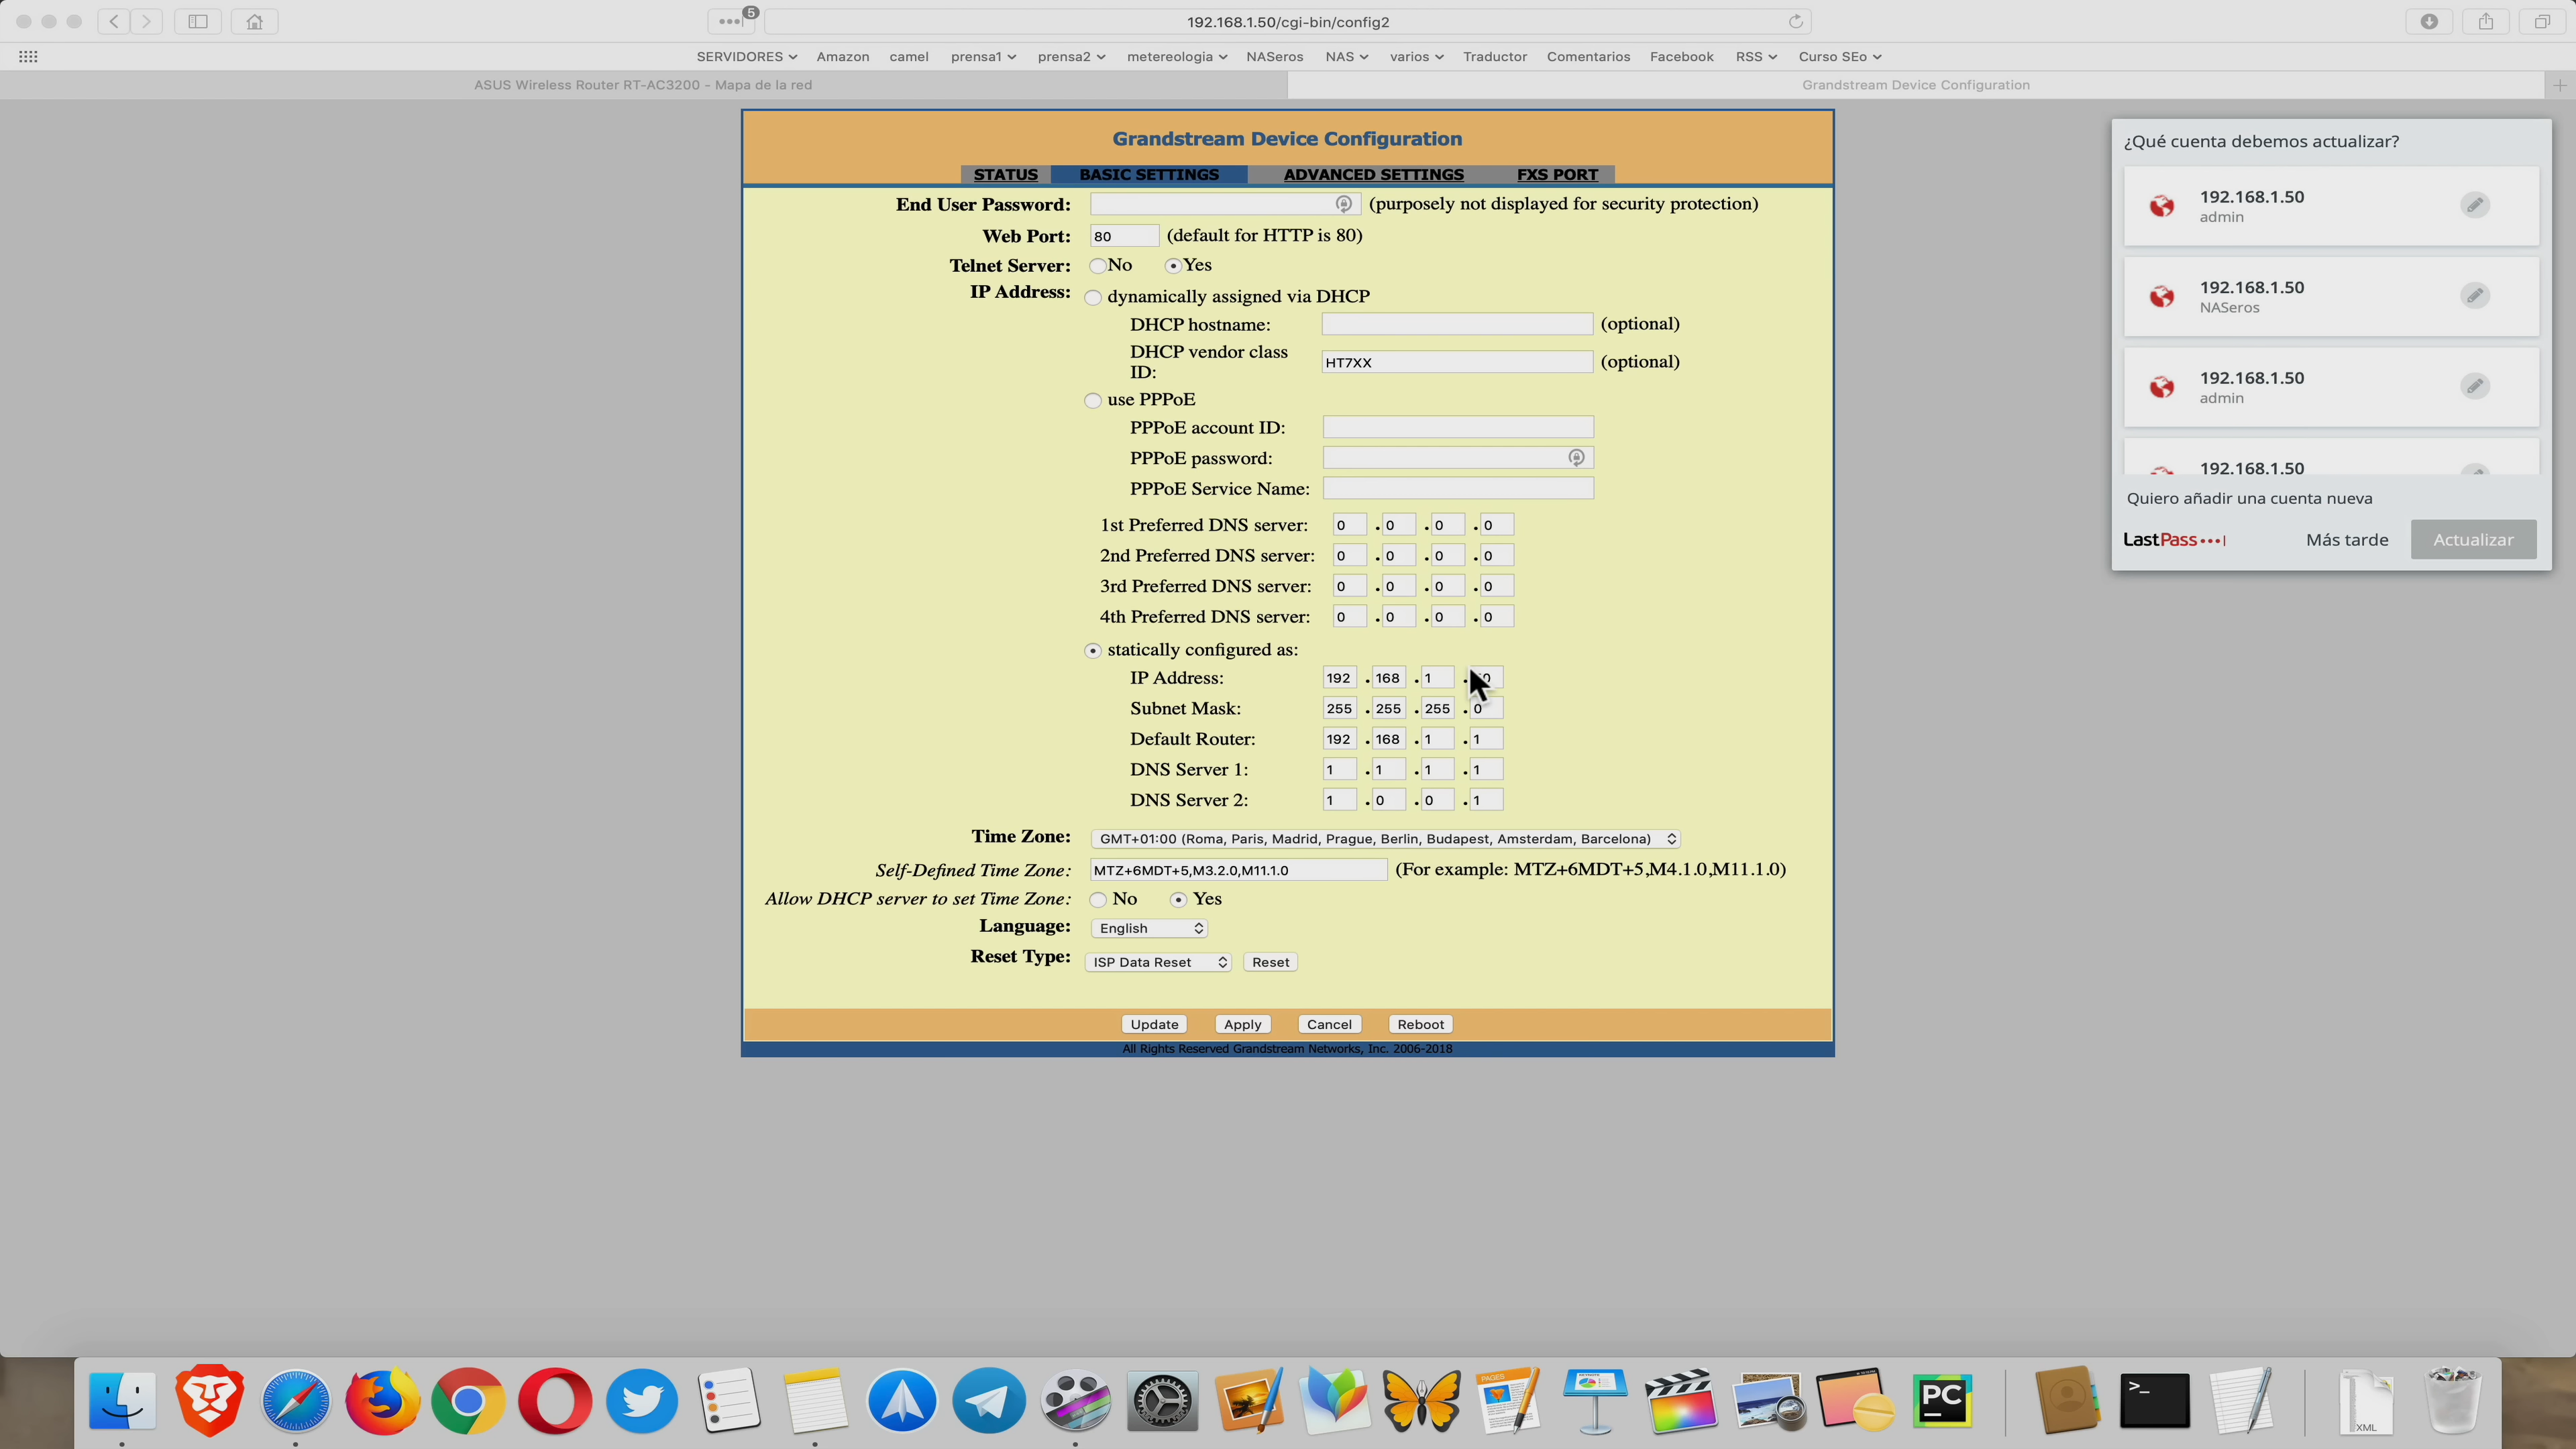 5
192.168.1.50/cgi-bin/config2
SERVIDORES Amazon camel prensa1 prensa2 metereologia NASeros NAS varios Traductor Comentarios Facebook RSS Curso SEo
ASUS Wireless Router RT-AC3200 - Mapa de la red
Grandstream Device Configuration
Grandstream Device Configuration
STATUS BASIC SETTINGS ADVANCED SETTINGS FXS PORT
End User Password: (purposely not displayed for security protection)
Web Port: 80 (default for HTTP is 80)
Telnet Server: No Yes
IP Address: dynamically assigned via DHCP
DHCP hostname: (optional)
DHCP vendor class ID: HT7XX (optional)
use PPPoE
PPPoE account ID:
PPPoE password:
PPPoE Service Name:
1st Preferred DNS server: 0 . 0 . 0 . 0
2nd Preferred DNS server: 0 . 0 . 0 . 0
3rd Preferred DNS server: 0 . 0 . 0 . 0
4th Preferred DNS server: 0 . 0 . 0 . 0
statically configured as:
IP Address: 192 . 168 . 1 .
Subnet Mask: 255 . 255 . 255 . 0
Default Router: 192 . 168 . 1 . 1
DNS Server 1: 1 . 1 . 1 . 1
DNS Server 2: 1 . 0 . 0 . 1
Time Zone: GMT+01:00 (Roma, Paris, Madrid, Prague, Berlin, Budapest, Amsterdam, Barcelona)
Self-Defined Time Zone: MTZ+6MDT+5,M3.2.0,M11.1.0 (For example: MTZ+6MDT+5,M4.1.0,M11.1.0)
Allow DHCP server to set Time Zone: No Yes
Language: English
Reset Type: ISP Data Reset Reset
Update Apply Cancel Reboot
All Rights Reserved Grandstream Networks, Inc. 2006-2018
¿Qué cuenta debemos actualizar?
192.168.1.50
admin
192.168.1.50
NASeros
192.168.1.50
admin
192.168.1.50
Quiero añadir una cuenta nueva
LastPass Más tarde Actualizar
PAGES
PC
>_
XML